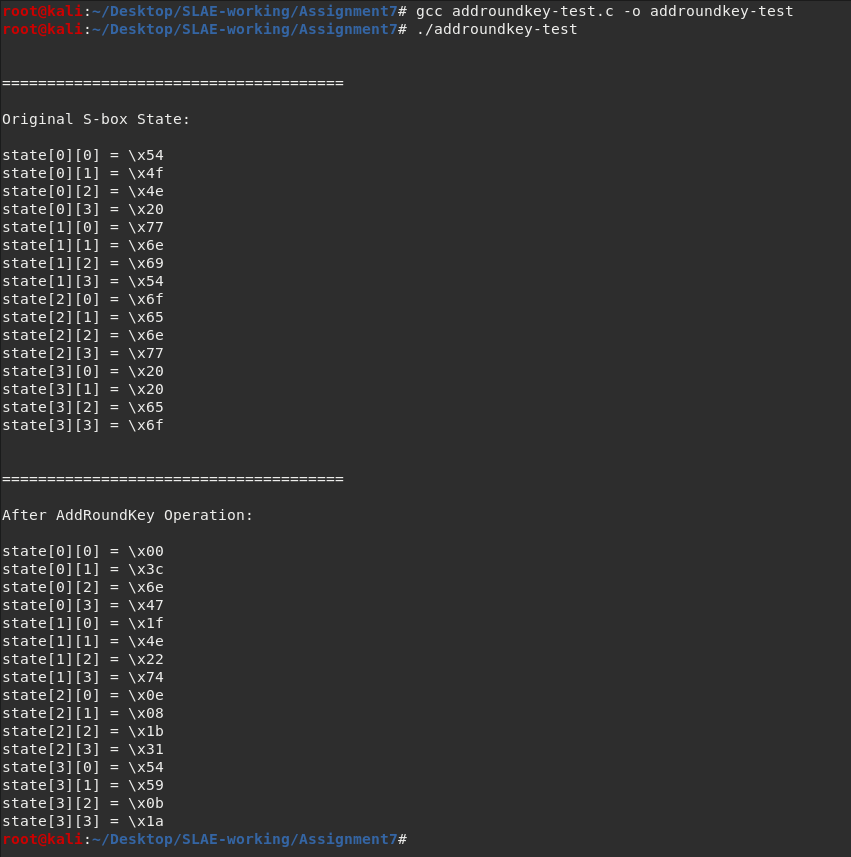 root@kali:~/Desktop/SLAE-working/Assignment7# gcc addroundkey-test.c -o addroundkey-test
root@kali:~/Desktop/SLAE-working/Assignment7# ./addroundkey-test
======================================
Original S-box State:
state[0][0] = \x54
state[0][1] = \x4f
state[0][2] = \x4e
state[0][3] = \x20
state[1][0] = \x77
state[1][1] = \x6e
state[1][2] = \x69
state[1][3] = \x54
state[2][0] = \x6f
state[2][1] = \x65
state[2][2] = \x6e
state[2][3] = \x77
state[3][0] = \x20
state[3][1] = \x20
state[3][2] = \x65
state[3][3] = \x6f
======================================
After AddRoundKey Operation:
state[0][0] = \x00
state[0][1] = \x3c
state[0][2] = \x6e
state[0][3] = \x47
state[1][0] = \x1f
state[1][1] = \x4e
state[1][2] = \x22
state[1][3] = \x74
state[2][0] = \x0e
state[2][1] = \x08
state[2][2] = \x1b
state[2][3] = \x31
state[3][0] = \x54
state[3][1] = \x59
state[3][2] = \x0b
state[3][3] = \x1a
root@kali:~/Desktop/SLAE-working/Assignment7#